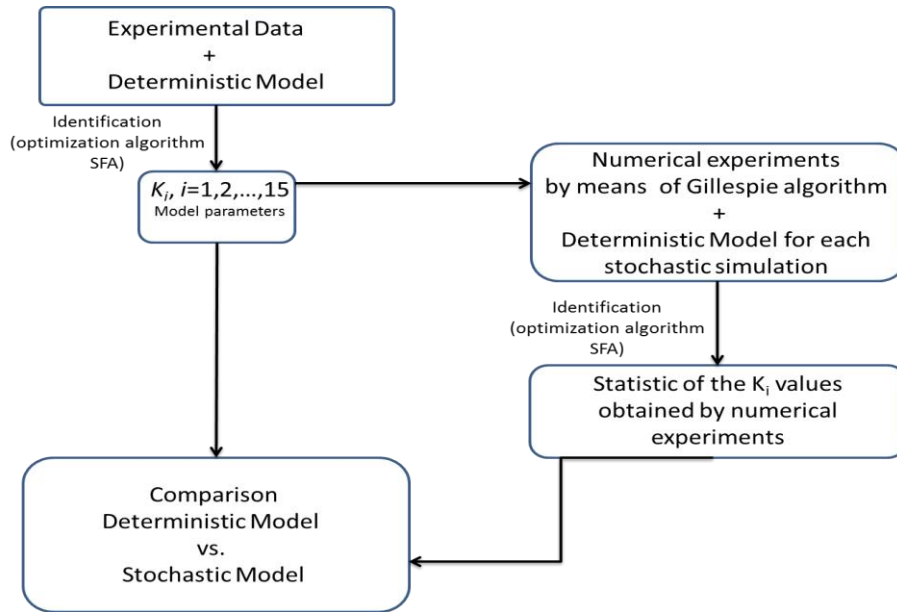 Experimental Data
+
Deterministic Model
Identification
(optimization algorithm
SFA)
K_i, i=1,2,...,15
Model parameters
Numerical experiments
by means of Gillespie algorithm
+
Deterministic Model for each
stochastic simulation
Identification
(optimization algorithm
SFA)
Statistic of the K_i values
obtained by numerical
experiments
Comparison
Deterministic Model
vs.
Stochastic Model